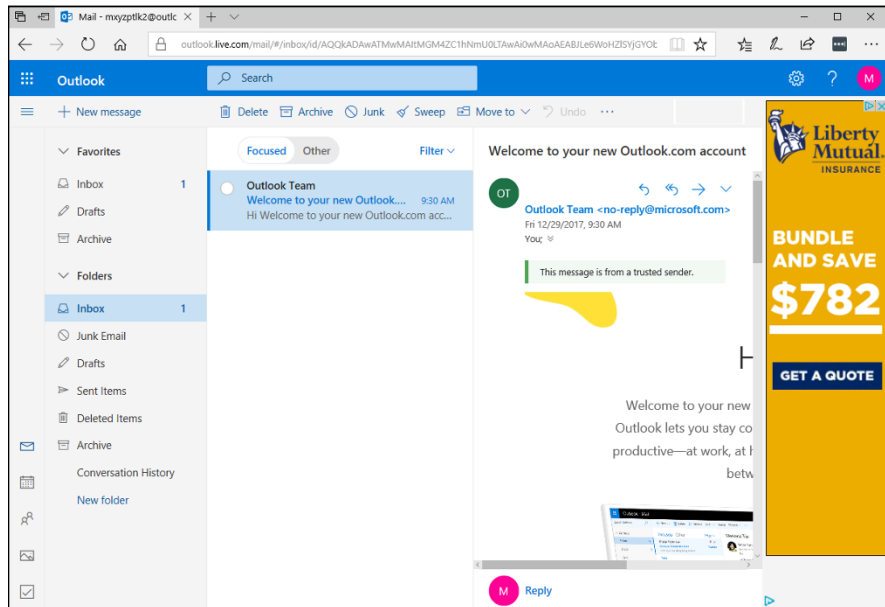 Mail - mxyzptlk2@outlc
outlook.live.com/mail/#/inbox/id/
Outlook
Search
M
New message
Delete Archive Junk Sweep Move to Undo
Favorites
Inbox 1
Drafts
Archive
Folders
Inbox 1
Junk Email
Drafts
Sent Items
Deleted Items
Archive
Conversation History
New folder
Focused Other Filter
Outlook Team
Welcome to your new Outlook.... 9:30 AM
Hi Welcome to your new Outlook.com acc...
Welcome to your new Outlook.com account
OT
Outlook Team <no-reply@microsoft.com>
Fri 12/29/2017, 9:30 AM
You;
This message is from a trusted sender.
H
Welcome to your new
Outlook lets you stay co
productive—at work, at h
betw
M Reply
Liberty
Mutual.
INSURANCE
BUNDLE
AND SAVE
$782
GET A QUOTE